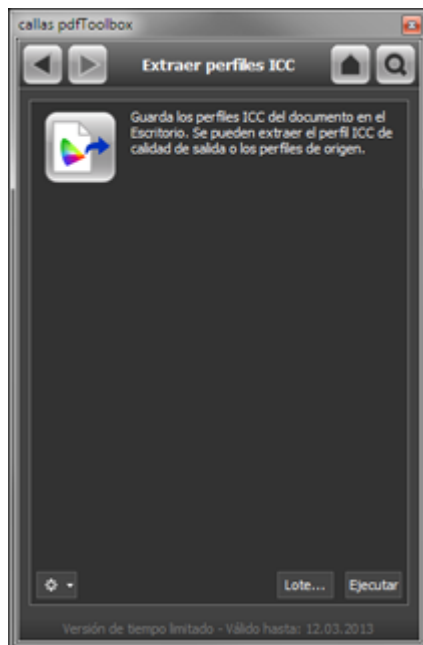 callas pdfToolbox
Extraer perfiles ICC
Guarda los perfiles ICC del documento en el
Escritorio. Se pueden extraer el perfil ICC de
calidad de salida o los perfiles de origen.
Lote...
Ejecutar
Versión de tiempo limitado - Válido hasta: 12.03.2013